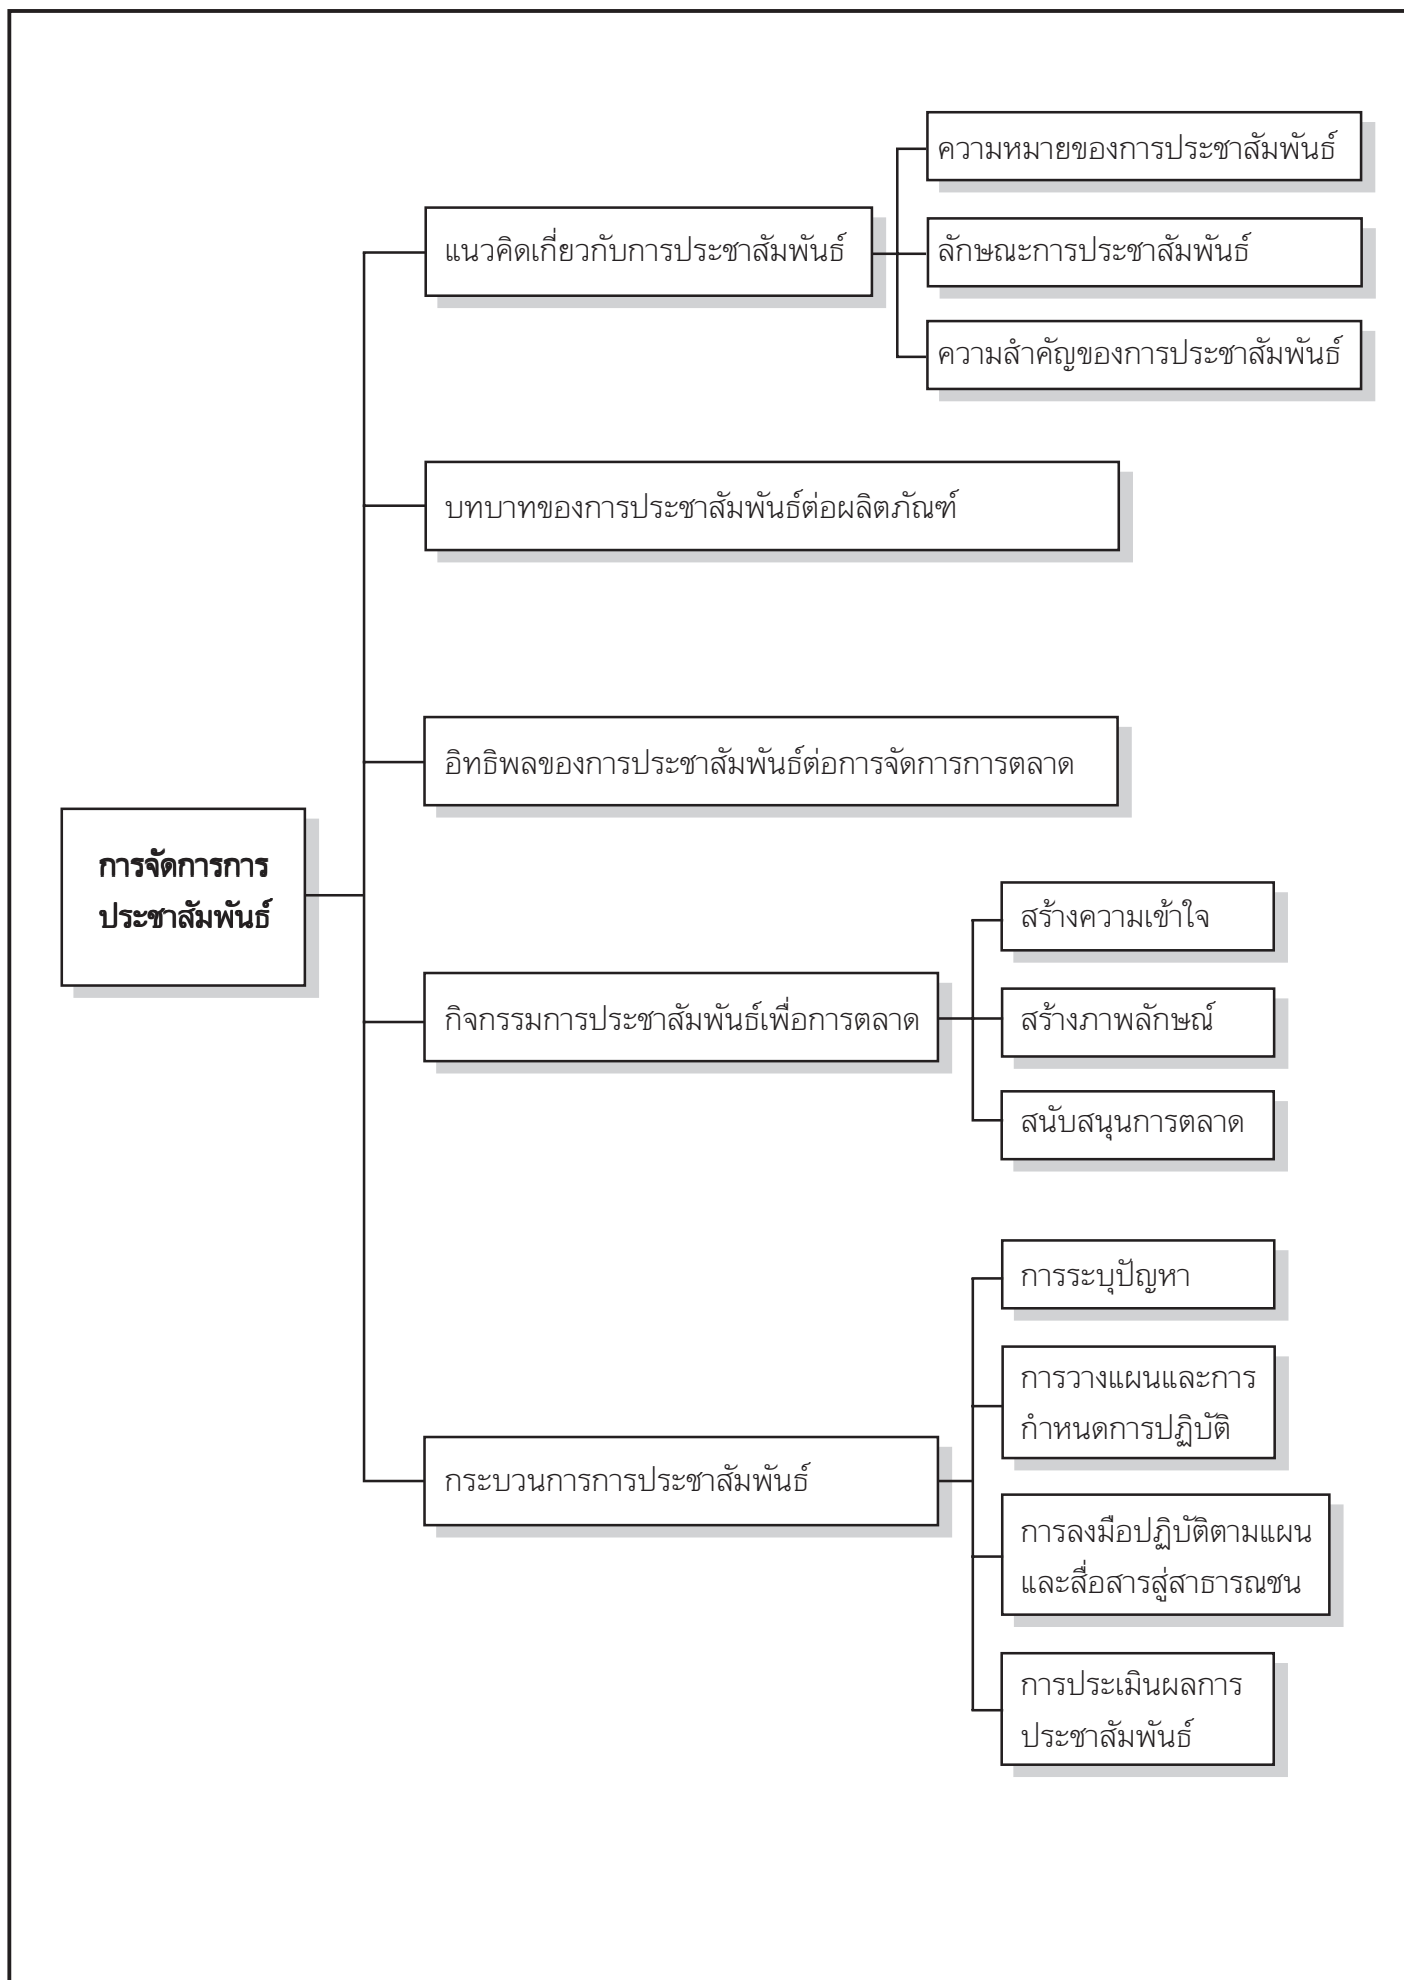 ความหมายของการประชาสัมพันธ์
แนวคิดเกี่ยวกับการประชาสัมพันธ์
ลักษณะการประชาสัมพันธ์
ความสำคัญของการประชาสัมพันธ์
บทบาทของการประชาสัมพันธ์ต่อผลิตภัณฑ์
อิทธิพลของการประชาสัมพันธ์ต่อการจัดการการตลาด
การจัดการการ
ประชาสัมพันธ์
สร้างความเข้าใจ
กิจกรรมการประชาสัมพันธ์เพื่อการตลาด
สร้างภาพลักษณ์
สนับสนุนการตลาด
การระบุปัญหา
การวางแผนและการ
กำหนดการปฏิบัติ
กระบวนการการประชาสัมพันธ์
การลงมือปฏิบัติตามแผน
และสื่อสารสู่สาธารณชน
การประเมินผลการ
ประชาสัมพันธ์